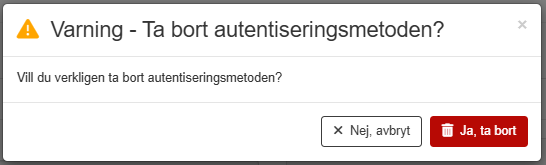 Varning - Ta bort autentiseringsmetoden?
Vill du verkligen ta bort autentiseringsmetoden?
Nej, avbryt
Ja, ta bort